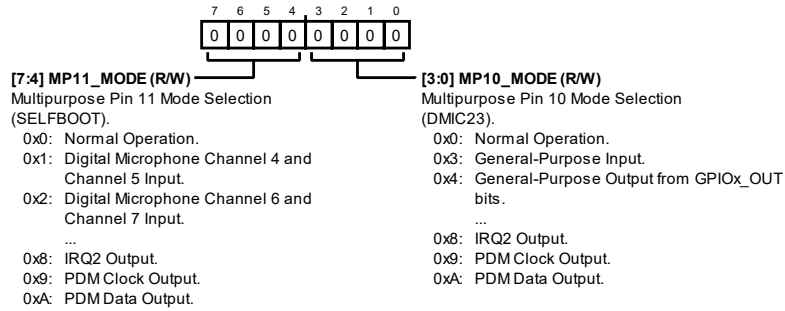 7 6 5 4 3 2 1 0
0 0 0 0 0 0 0 0
[7:4] MP11_MODE (R/W)
Multipurpose Pin 11 Mode Selection
(SELFBOOT).
0x0: Normal Operation.
0x1: Digital Microphone Channel 4 and
Channel 5 Input.
0x2: Digital Microphone Channel 6 and
Channel 7 Input.
...
0x8: IRQ2 Output.
0x9: PDM Clock Output.
0xA: PDM Data Output.
[3:0] MP10_MODE (R/W)
Multipurpose Pin 10 Mode Selection
(DMIC23).
0x0: Normal Operation.
0x3: General-Purpose Input.
0x4: General-Purpose Output from GPIOx_OUT
bits.
...
0x8: IRQ2 Output.
0x9: PDM Clock Output.
0xA: PDM Data Output.